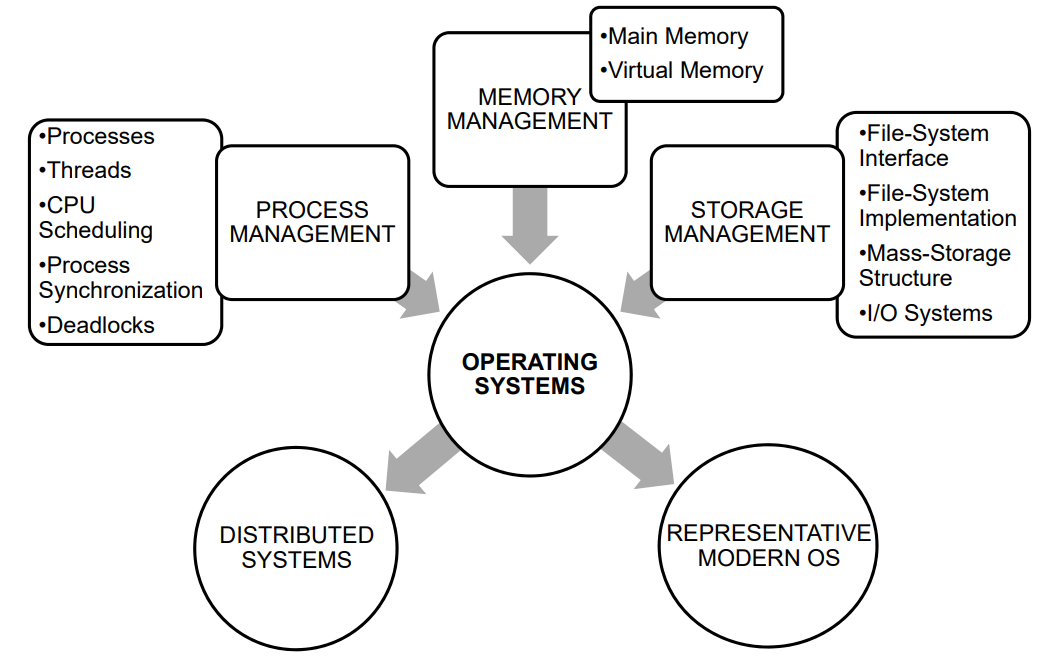 •Main Memory
•Virtual Memory
MEMORY
MANAGEMENT
•Processes
•Threads
•CPU
Scheduling
•Process
Synchronization
•Deadlocks
PROCESS
MANAGEMENT
STORAGE
MANAGEMENT
•File-System
Interface
•File-System
Implementation
•Mass-Storage
Structure
•I/O Systems
OPERATING
SYSTEMS
DISTRIBUTED
SYSTEMS
REPRESENTATIVE
MODERN OS